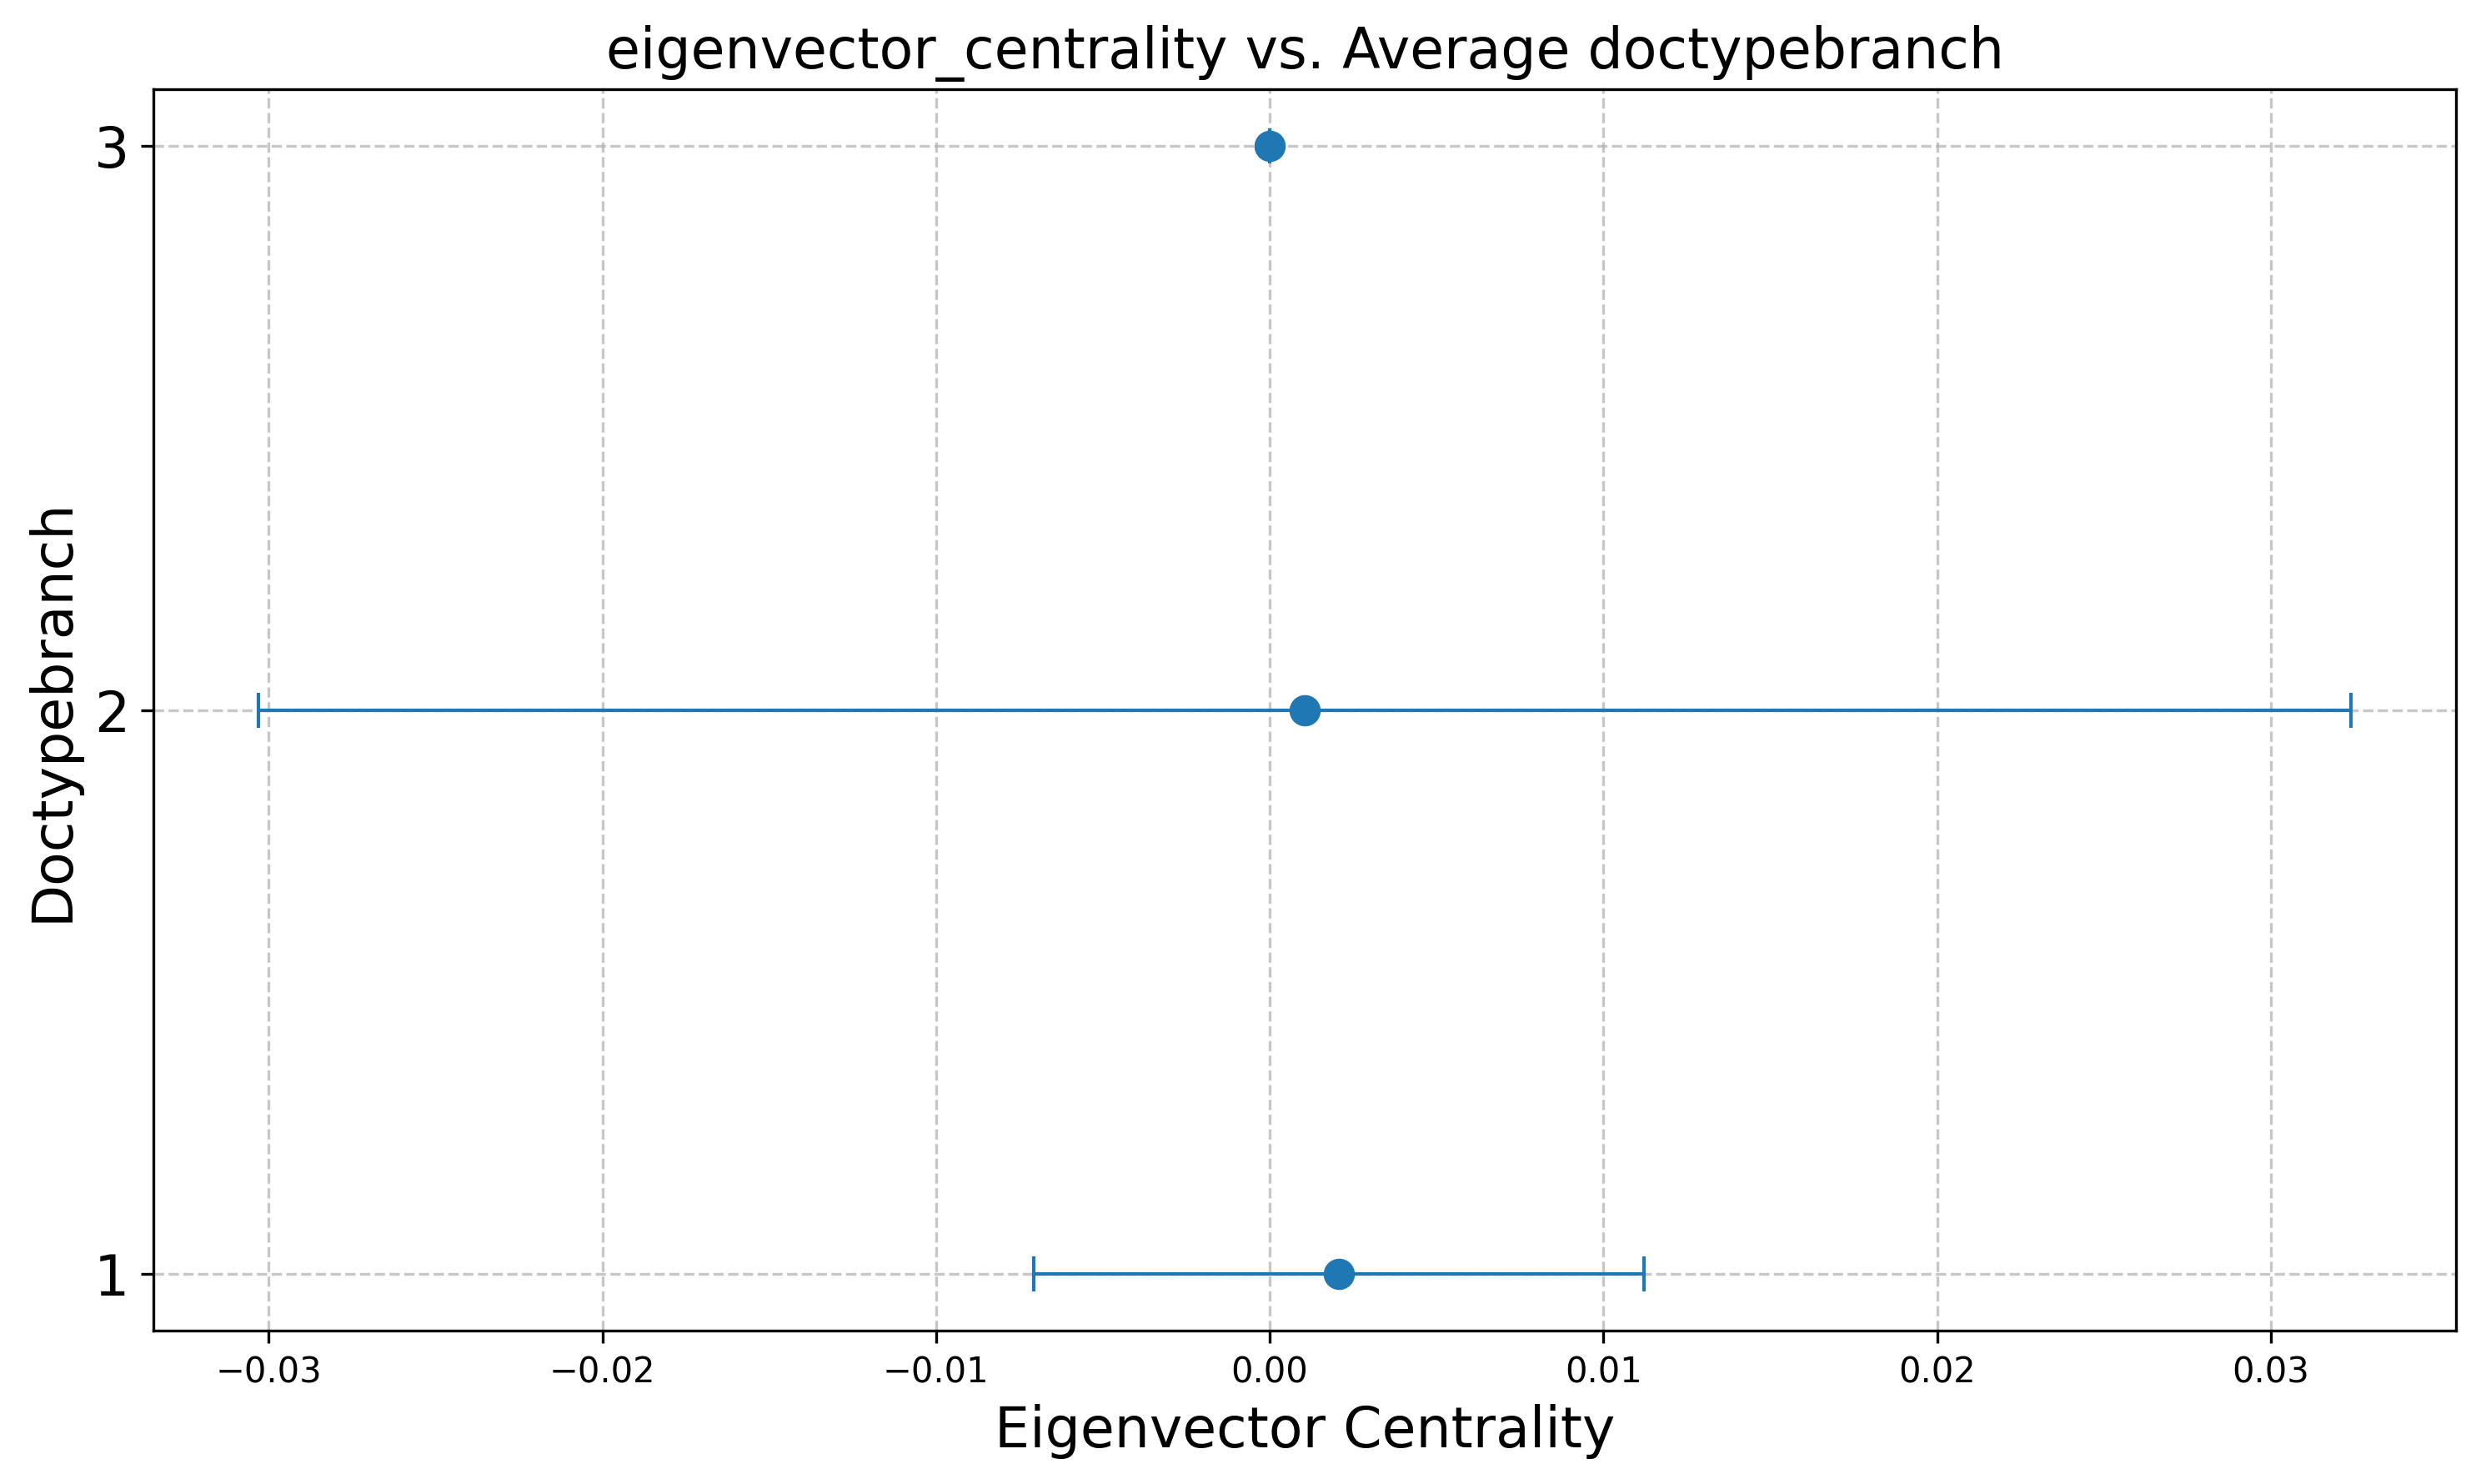 eigenvector_centrality vs. Average doctypebranch
3
2
1
Doctypebranch
−0.03 −0.02 −0.01 0.00 0.01 0.02 0.03
Eigenvector Centrality